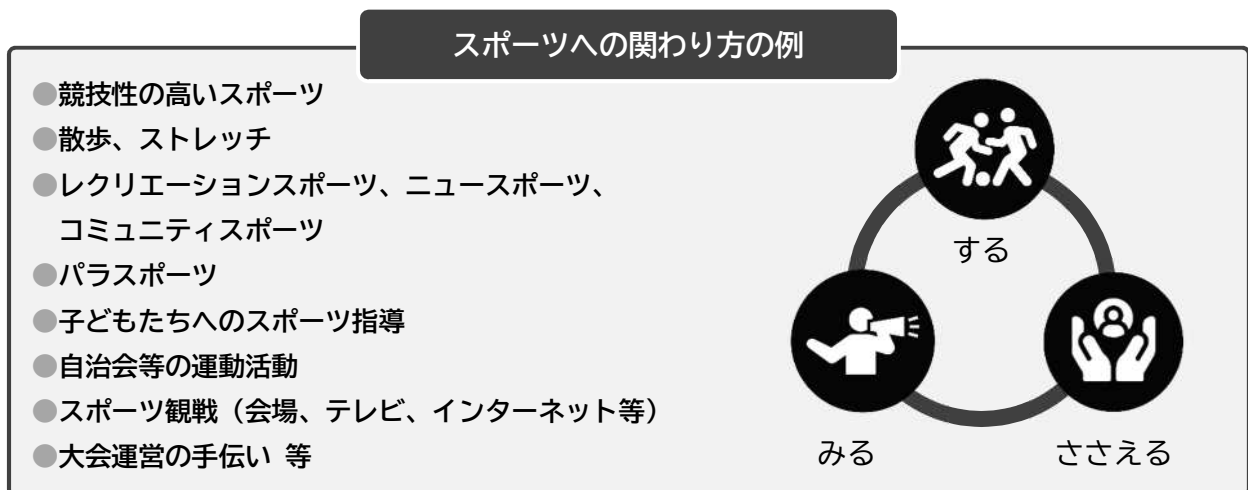 スポーツへの関わり方の例
●競技性の高いスポーツ
●散歩、ストレッチ
●レクリエーションスポーツ、ニュースポーツ、
コミュニティスポーツ
●パラスポーツ
●子どもたちへのスポーツ指導
●自治会等の運動活動
●スポーツ観戦（会場、テレビ、インターネット等）
●大会運営の手伝い 等
する
みる
ささえる